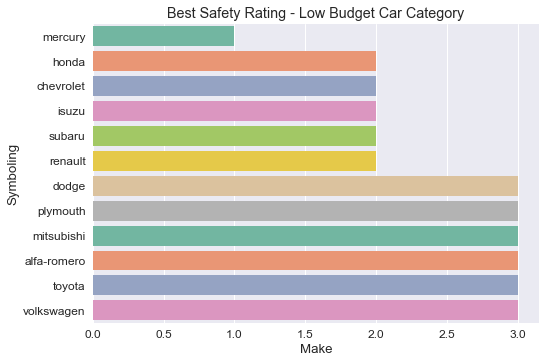 Best Safety Rating - Low Budget Car Category
Symboling
mercury
honda
chevrolet
isuzu
subaru
renault
dodge
plymouth
mitsubishi
alfa-romero
toyota
volkswagen
0.0 0.5 1.0 1.5 2.0 2.5 3.0
Make